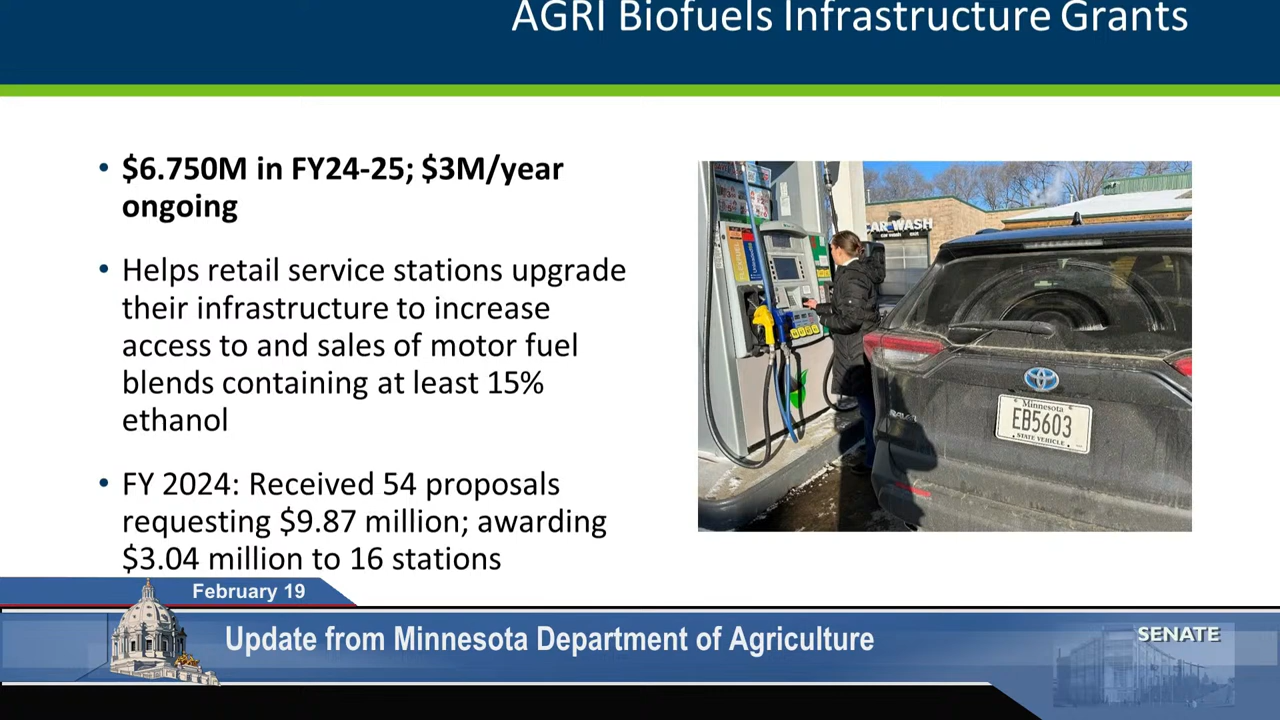 AGRI Biofuels Infrastructure Grants
• $6.750M in FY24-25; $3M/year
ongoing
• Helps retail service stations upgrade
their infrastructure to increase
access to and sales of motor fuel
blends containing at least 15%
ethanol
• FY 2024: Received 54 proposals
requesting $9.87 million; awarding
$3.04 million to 16 stations
CAR WASH
Minnesota
EB5603
STATE VEHICLE
February 19
Update from Minnesota Department of Agriculture
SENATE